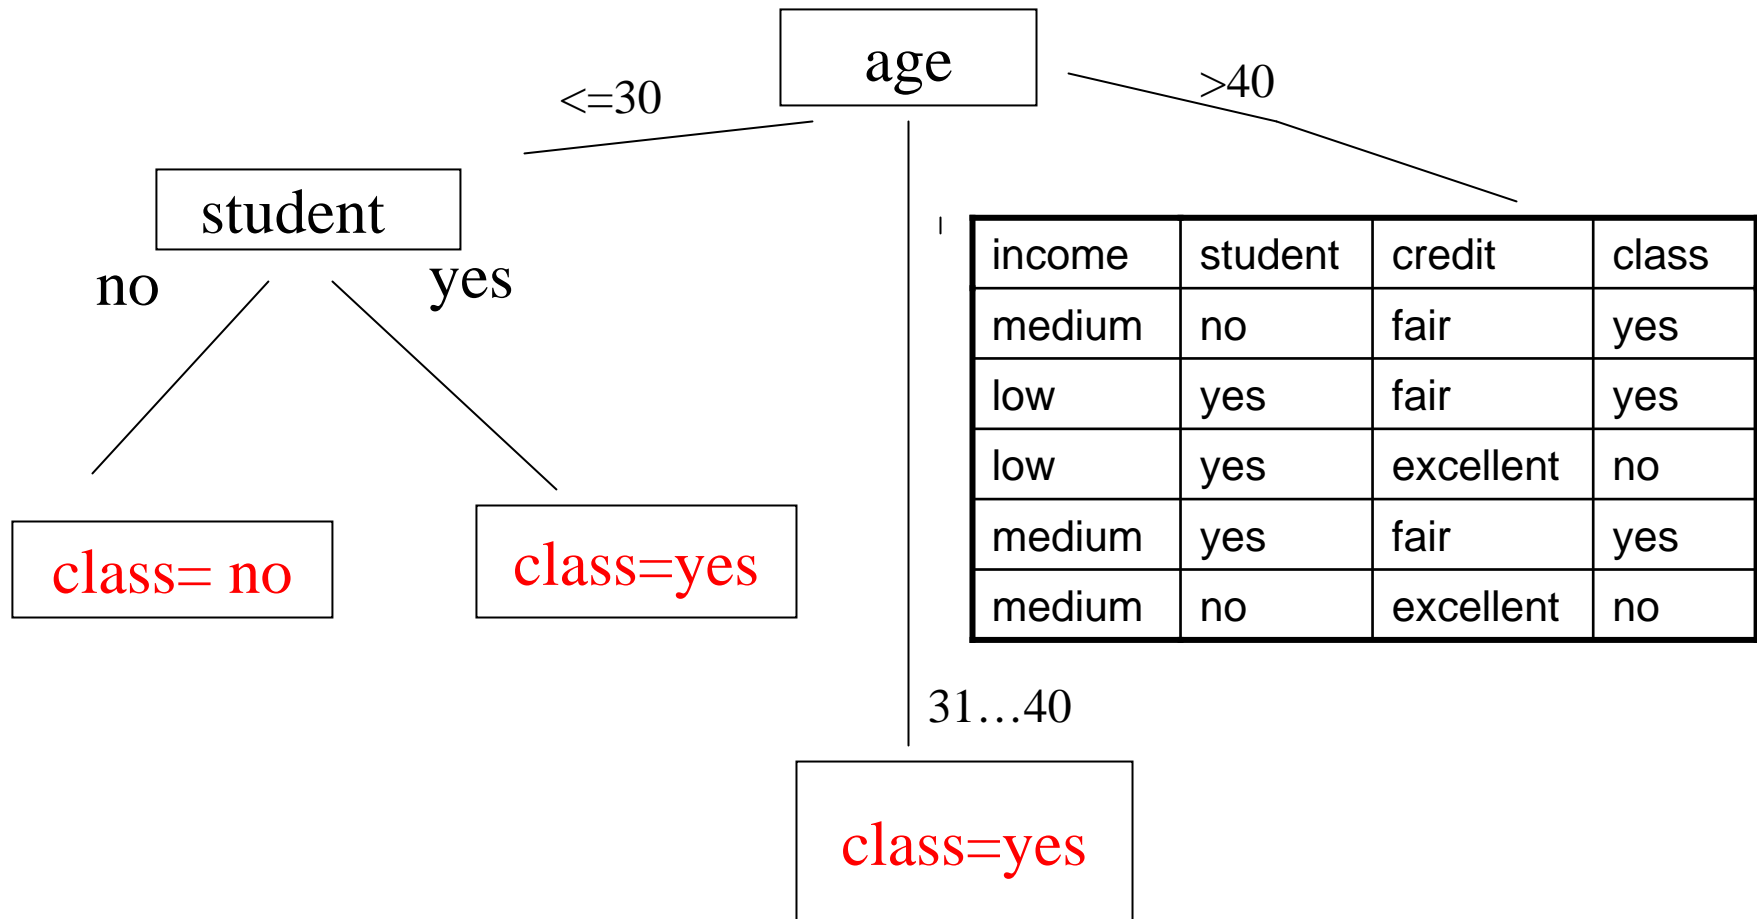 age
<=30
>40
student
no
yes
income student credit class
medium no fair yes
low yes fair yes
low yes excellent no
medium yes fair yes
medium no excellent no
class= no
class=yes
31…40
class=yes